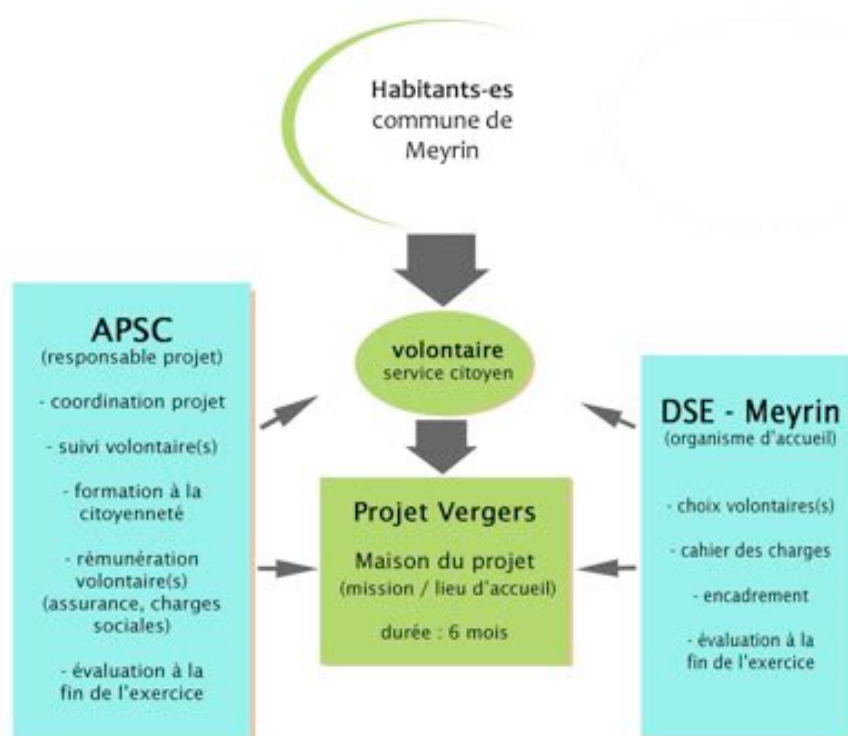 Habitants-es
commune de
Meyrin
APSC
(responsable projet)
- coordination projet
- suivi volontaire(s)
- formation à la
citoyenneté
- rémunération
volontaire(s)
(assurance, charges
sociales)
- évaluation à la
fin de l'exercice
volontaire
service citoyen
Projet Vergers
Maison du projet
(mission / lieu d'accueil)
durée : 6 mois
DSE - Meyrin
(organisme d'accueil)
- choix volontaires(s)
- cahier des charges
- encadrement
- évaluation à la
fin de l'exercice